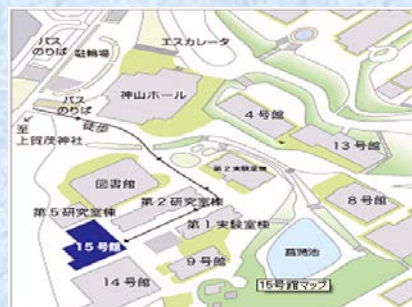 バス
のりば
駐輪場
エスカレータ
バス
のりば
神山ホール
徒歩
至
上賀茂神社
4号館
13号館
図書館
第2実験室棟
第2研究室棟
第5研究室棟
第1実験室棟
8号館
15号館
9号館
菖蒲池
14号館
15号館マップ